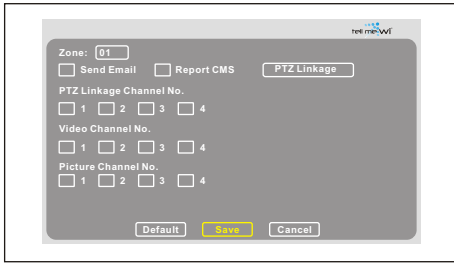 tell me Wi
Zone: 01
Send Email Report CMS PTZ Linkage
PTZ Linkage Channel No.
1 2 3 4
Video Channel No.
1 2 3 4
Picture Channel No.
1 2 3 4
Default Save Cancel